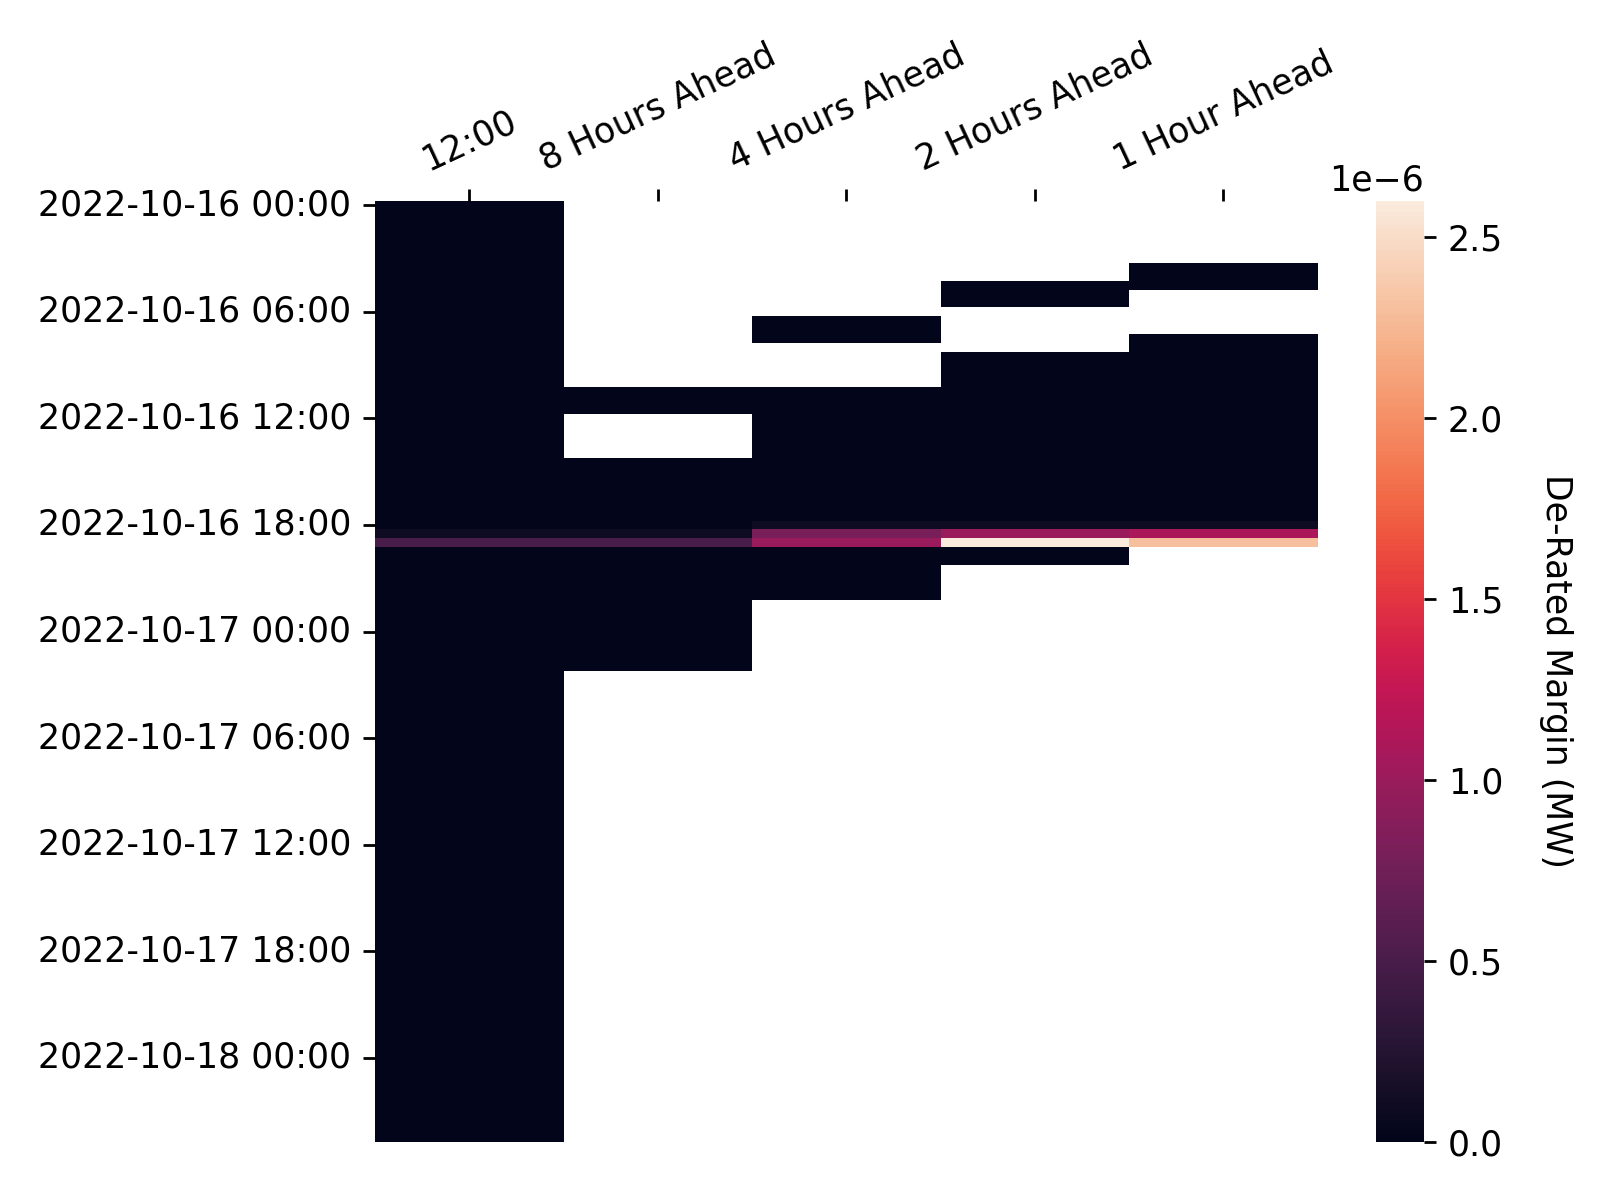 12:00
8 Hours Ahead
4 Hours Ahead
2 Hours Ahead
1 Hour Ahead
2022-10-16 00:00
2022-10-16 06:00
2022-10-16 12:00
2022-10-16 18:00
2022-10-17 00:00
2022-10-17 06:00
2022-10-17 12:00
2022-10-17 18:00
2022-10-18 00:00
1e−6
2.5
2.0
1.5
1.0
0.5
0.0
De-Rated Margin (MW)